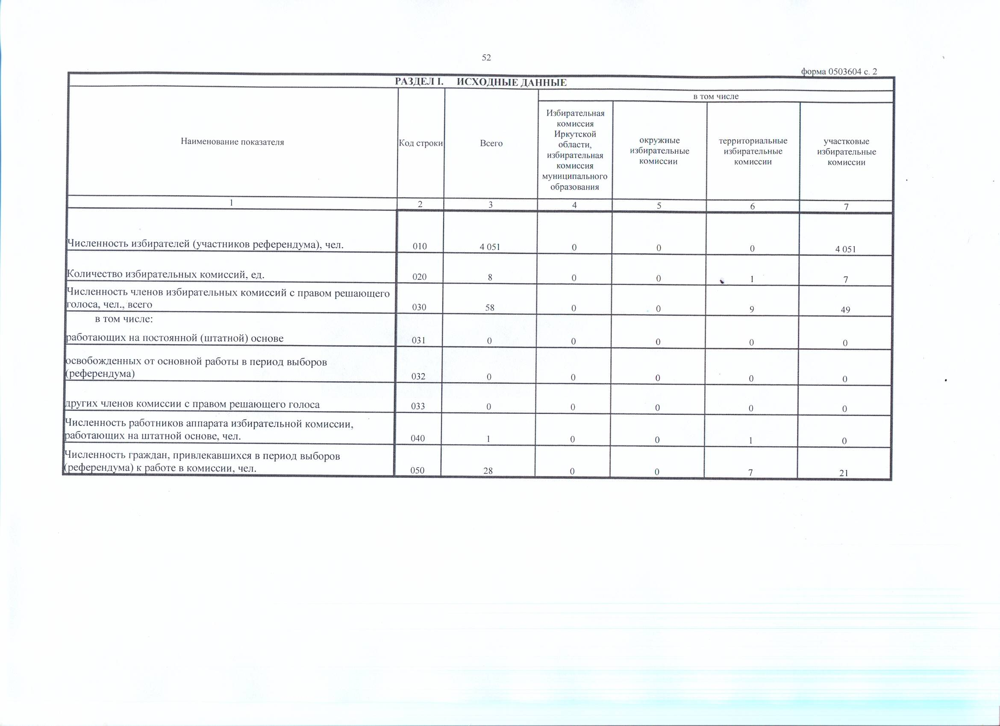 52
форма 0503604 с. 2
РАЗДЕЛ I. ИСХОДНЫЕ ДАННЫЕ
Наименование показателя
Код строки
Всего
в том числе
Избирательная
комиссия
Иркутской
области,
избирательная
комиссия
муниципального
образования
окружные
избирательные
комиссии
территориальные
избирательные
комиссии
участковые
избирательные
комиссии
1 2 3 4 5 6 7
Численность избирателей (участников референдума), чел. 010 4 051 0 0 0 4 051
Количество избирательных комиссий, ед. 020 8 0 0 1 7
Численность членов избирательных комиссий с правом решающего
голоса, чел., всего 030 58 0 0 9 49
в том числе:
работающих на постоянной (штатной) основе 031 0 0 0 0 0
освобожденных от основной работы в период выборов
(референдума) 032 0 0 0 0 0
других членов комиссии с правом решающего голоса 033 0 0 0 0 0
Численность работников аппарата избирательной комиссии,
работающих на штатной основе, чел. 040 1 0 0 1 0
Численность граждан, привлекавшихся в период выборов
(референдума) к работе в комиссии, чел. 050 28 0 0 7 21